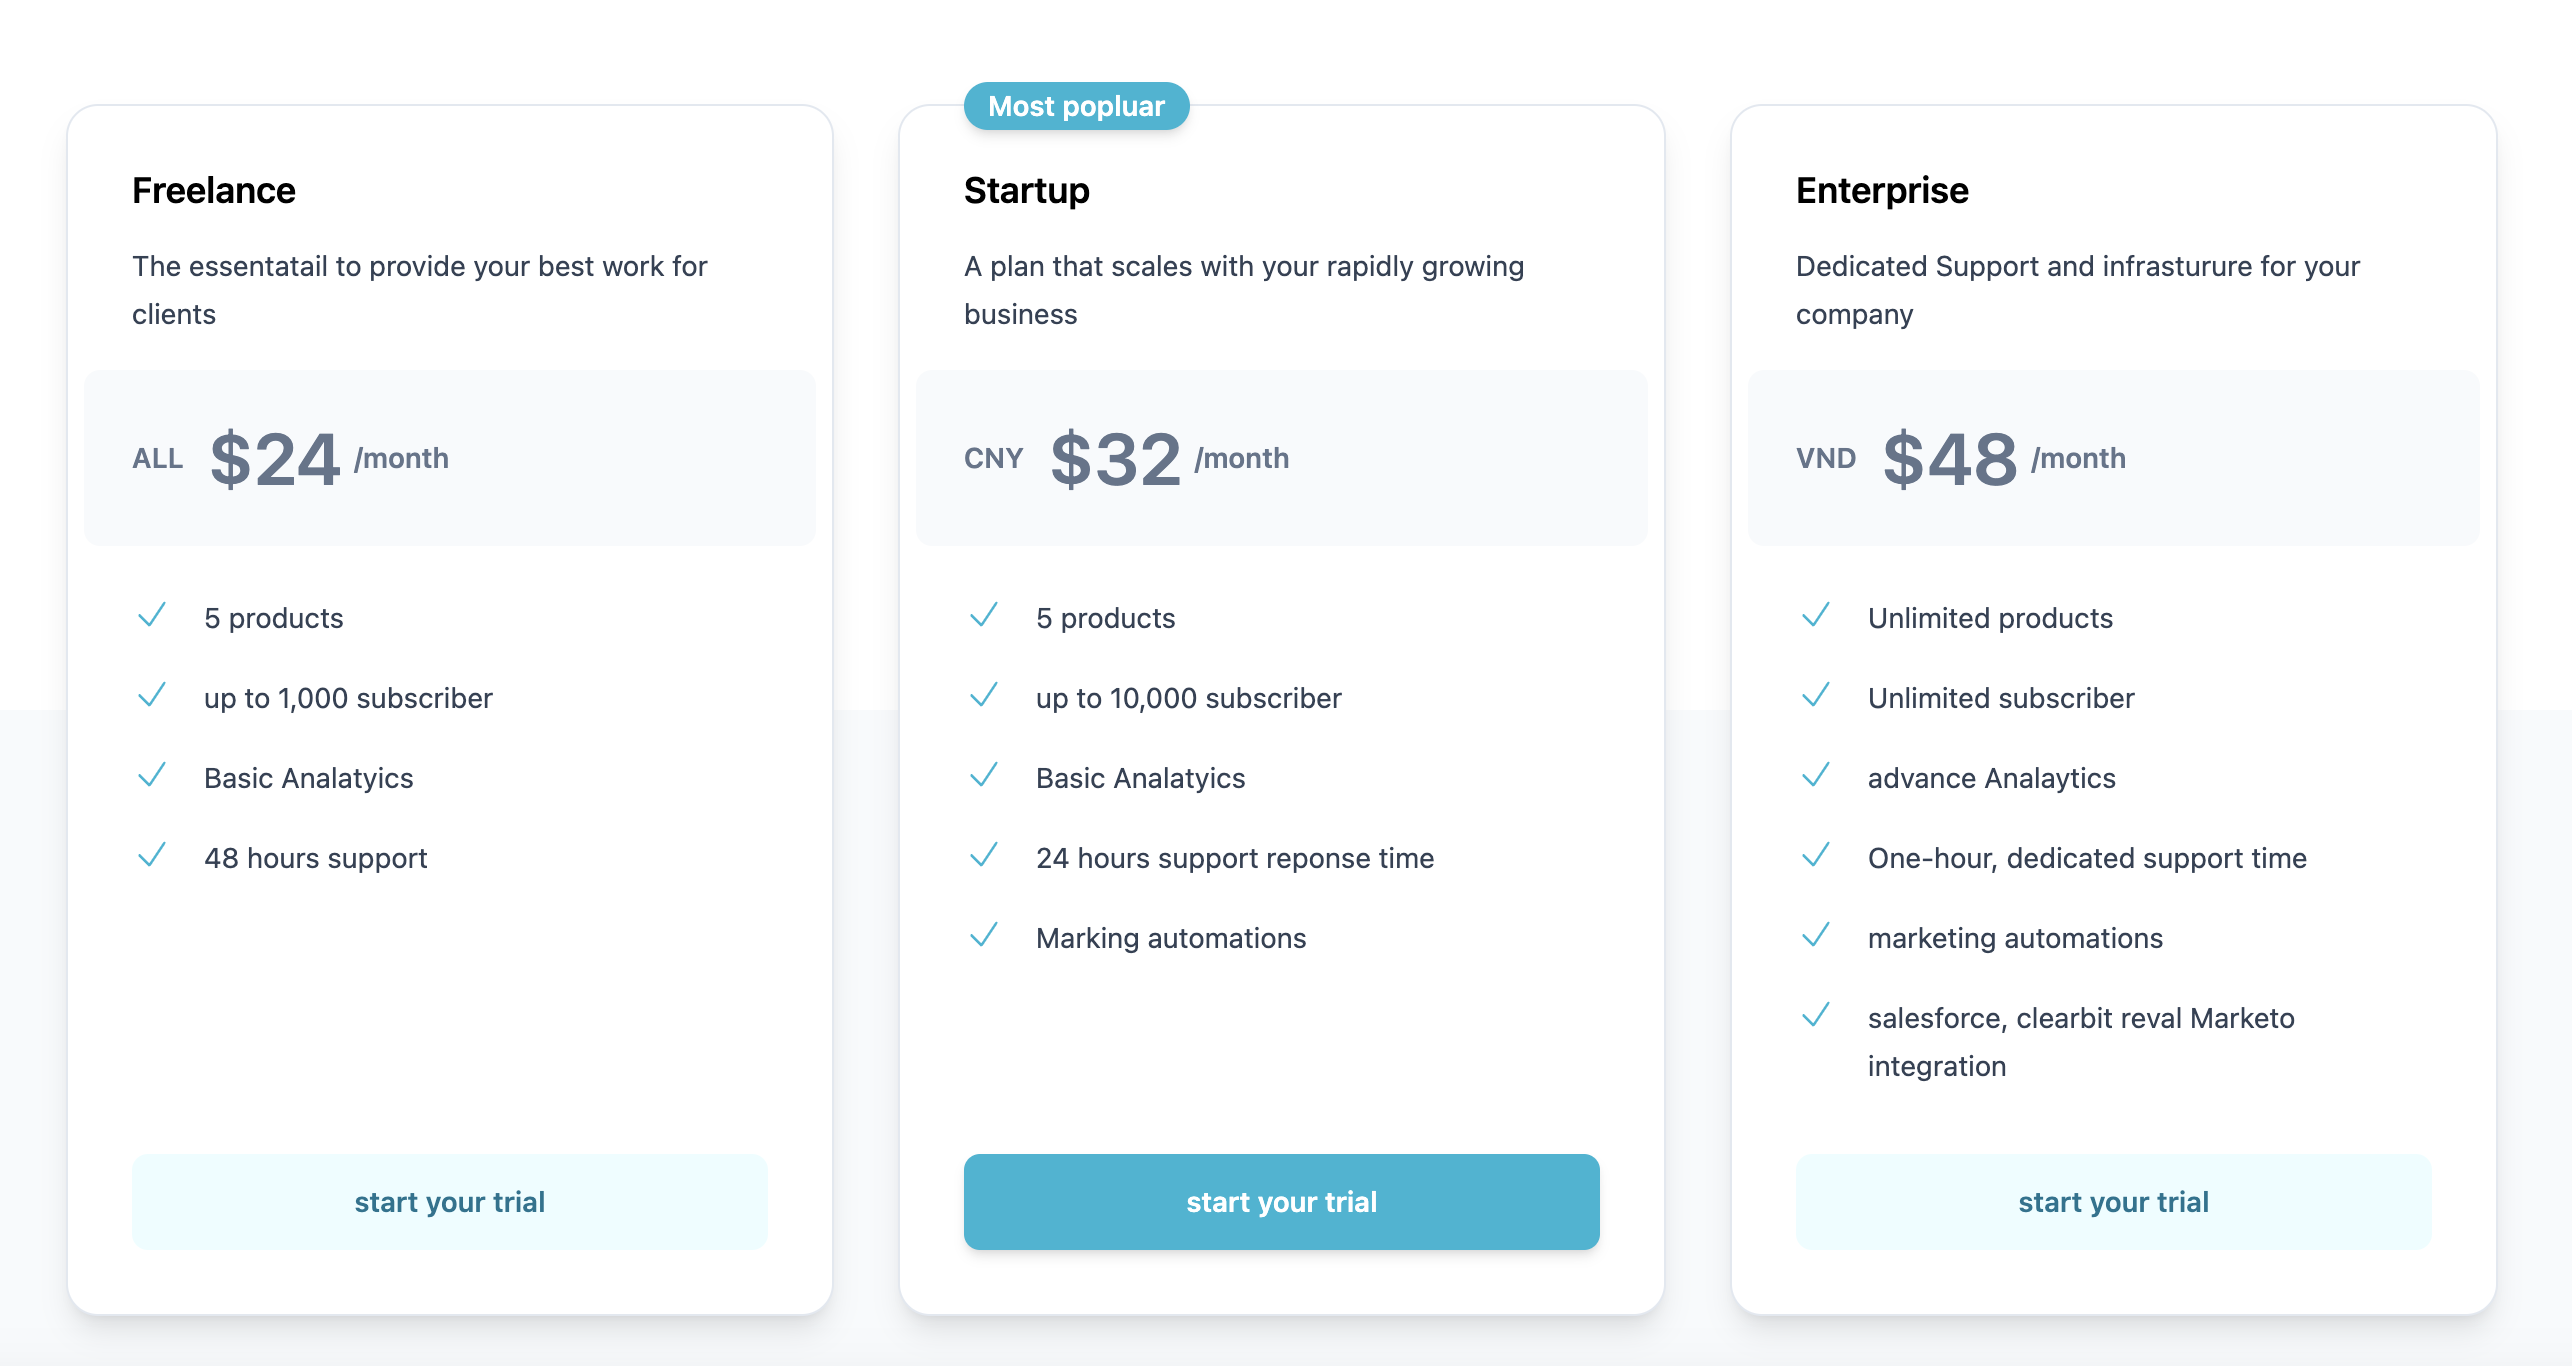 Most popluar
Freelance
The essentatail to provide your best work for
clients
ALL $24 /month
5 products
up to 1,000 subscriber
Basic Analatyics
48 hours support
start your trial
Startup
A plan that scales with your rapidly growing
business
CNY $32 /month
5 products
up to 10,000 subscriber
Basic Analatyics
24 hours support reponse time
Marking automations
start your trial
Enterprise
Dedicated Support and infrasturure for your
company
VND $48 /month
Unlimited products
Unlimited subscriber
advance Analaytics
One-hour, dedicated support time
marketing automations
salesforce, clearbit reval Marketo
integration
start your trial